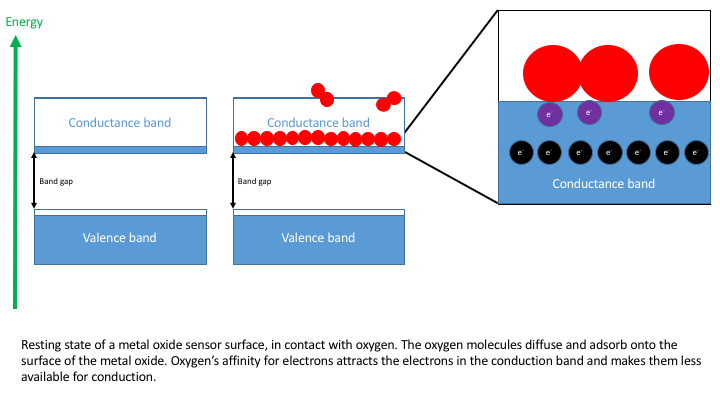 Energy
Conductance band
Conductance band
Band gap
Band gap
Valence band
Valence band
e⁻ e⁻ e⁻
e⁻ e⁻ e⁻ e⁻ e⁻ e⁻ e⁻
Conductance band
Resting state of a metal oxide sensor surface, in contact with oxygen. The oxygen molecules diffuse and adsorb onto the
surface of the metal oxide. Oxygen's affinity for electrons attracts the electrons in the conduction band and makes them less
available for conduction.